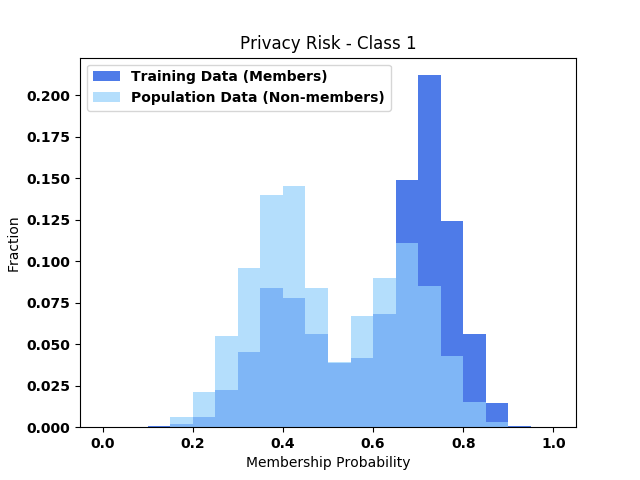 Privacy Risk - Class 1
Training Data (Members)
Population Data (Non-members)
0.200
0.175
0.150
0.125
0.100
0.075
0.050
0.025
0.000
Fraction
0.0 0.2 0.4 0.6 0.8 1.0
Membership Probability